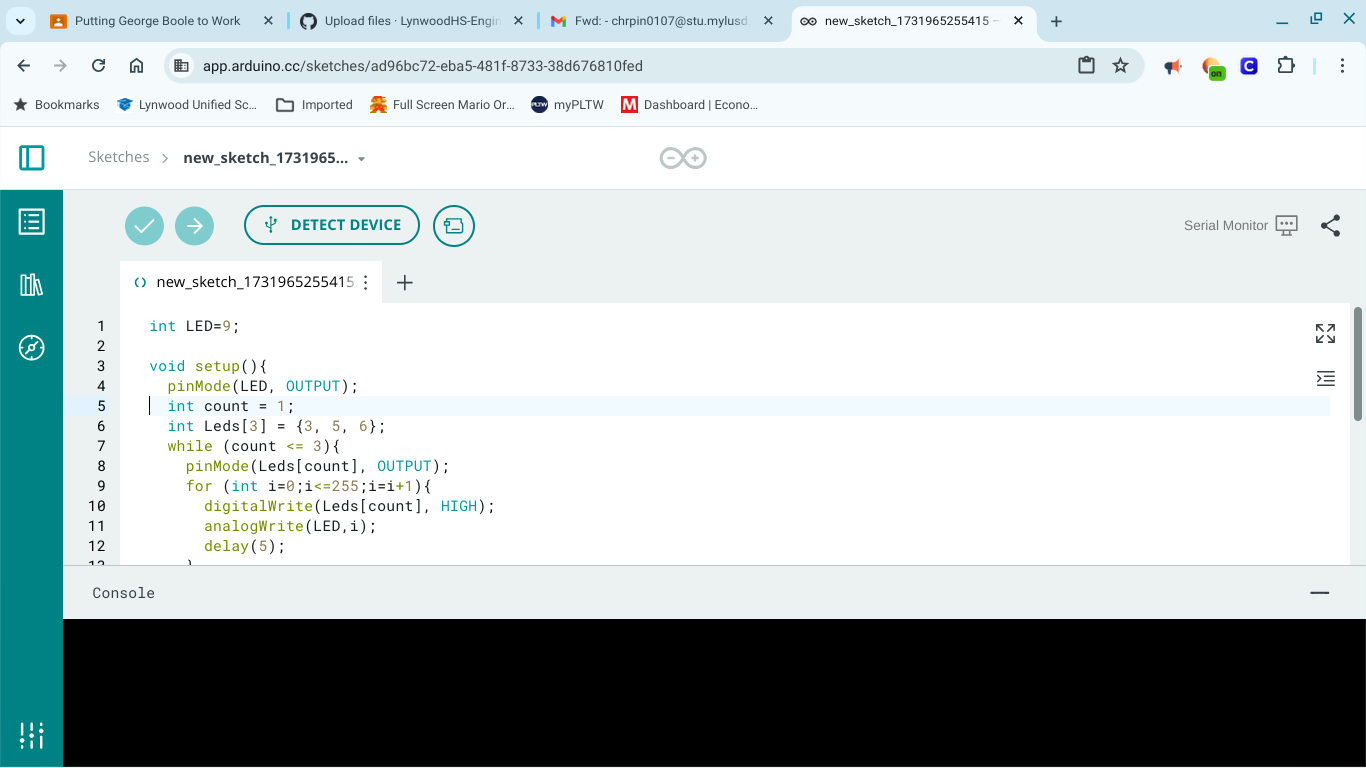 Putting George Boole to Work
Upload files · LynwoodHS-Engin
Fwd: - chrpin0107@stu.mylusd
new_sketch_1731965255415 –
app.arduino.cc/sketches/ad96bc72-eba5-481f-8733-38d676810fed
on
C
Bookmarks
Lynwood Unified Sc...
Imported
Full Screen Mario Or...
PLTW
myPLTW
M
Dashboard | Econo...
Sketches
new_sketch_1731965...
DETECT DEVICE
Serial Monitor
new_sketch_1731965255415
1 int LED=9;
2
3 void setup(){
4 pinMode(LED, OUTPUT);
5 int count = 1;
6 int Leds[3] = {3, 5, 6};
7 while (count <= 3){
8 pinMode(Leds[count], OUTPUT);
9 for (int i=0;i<=255;i=i+1){
10 digitalWrite(Leds[count], HIGH);
11 analogWrite(LED,i);
12 delay(5);
13 }
Console